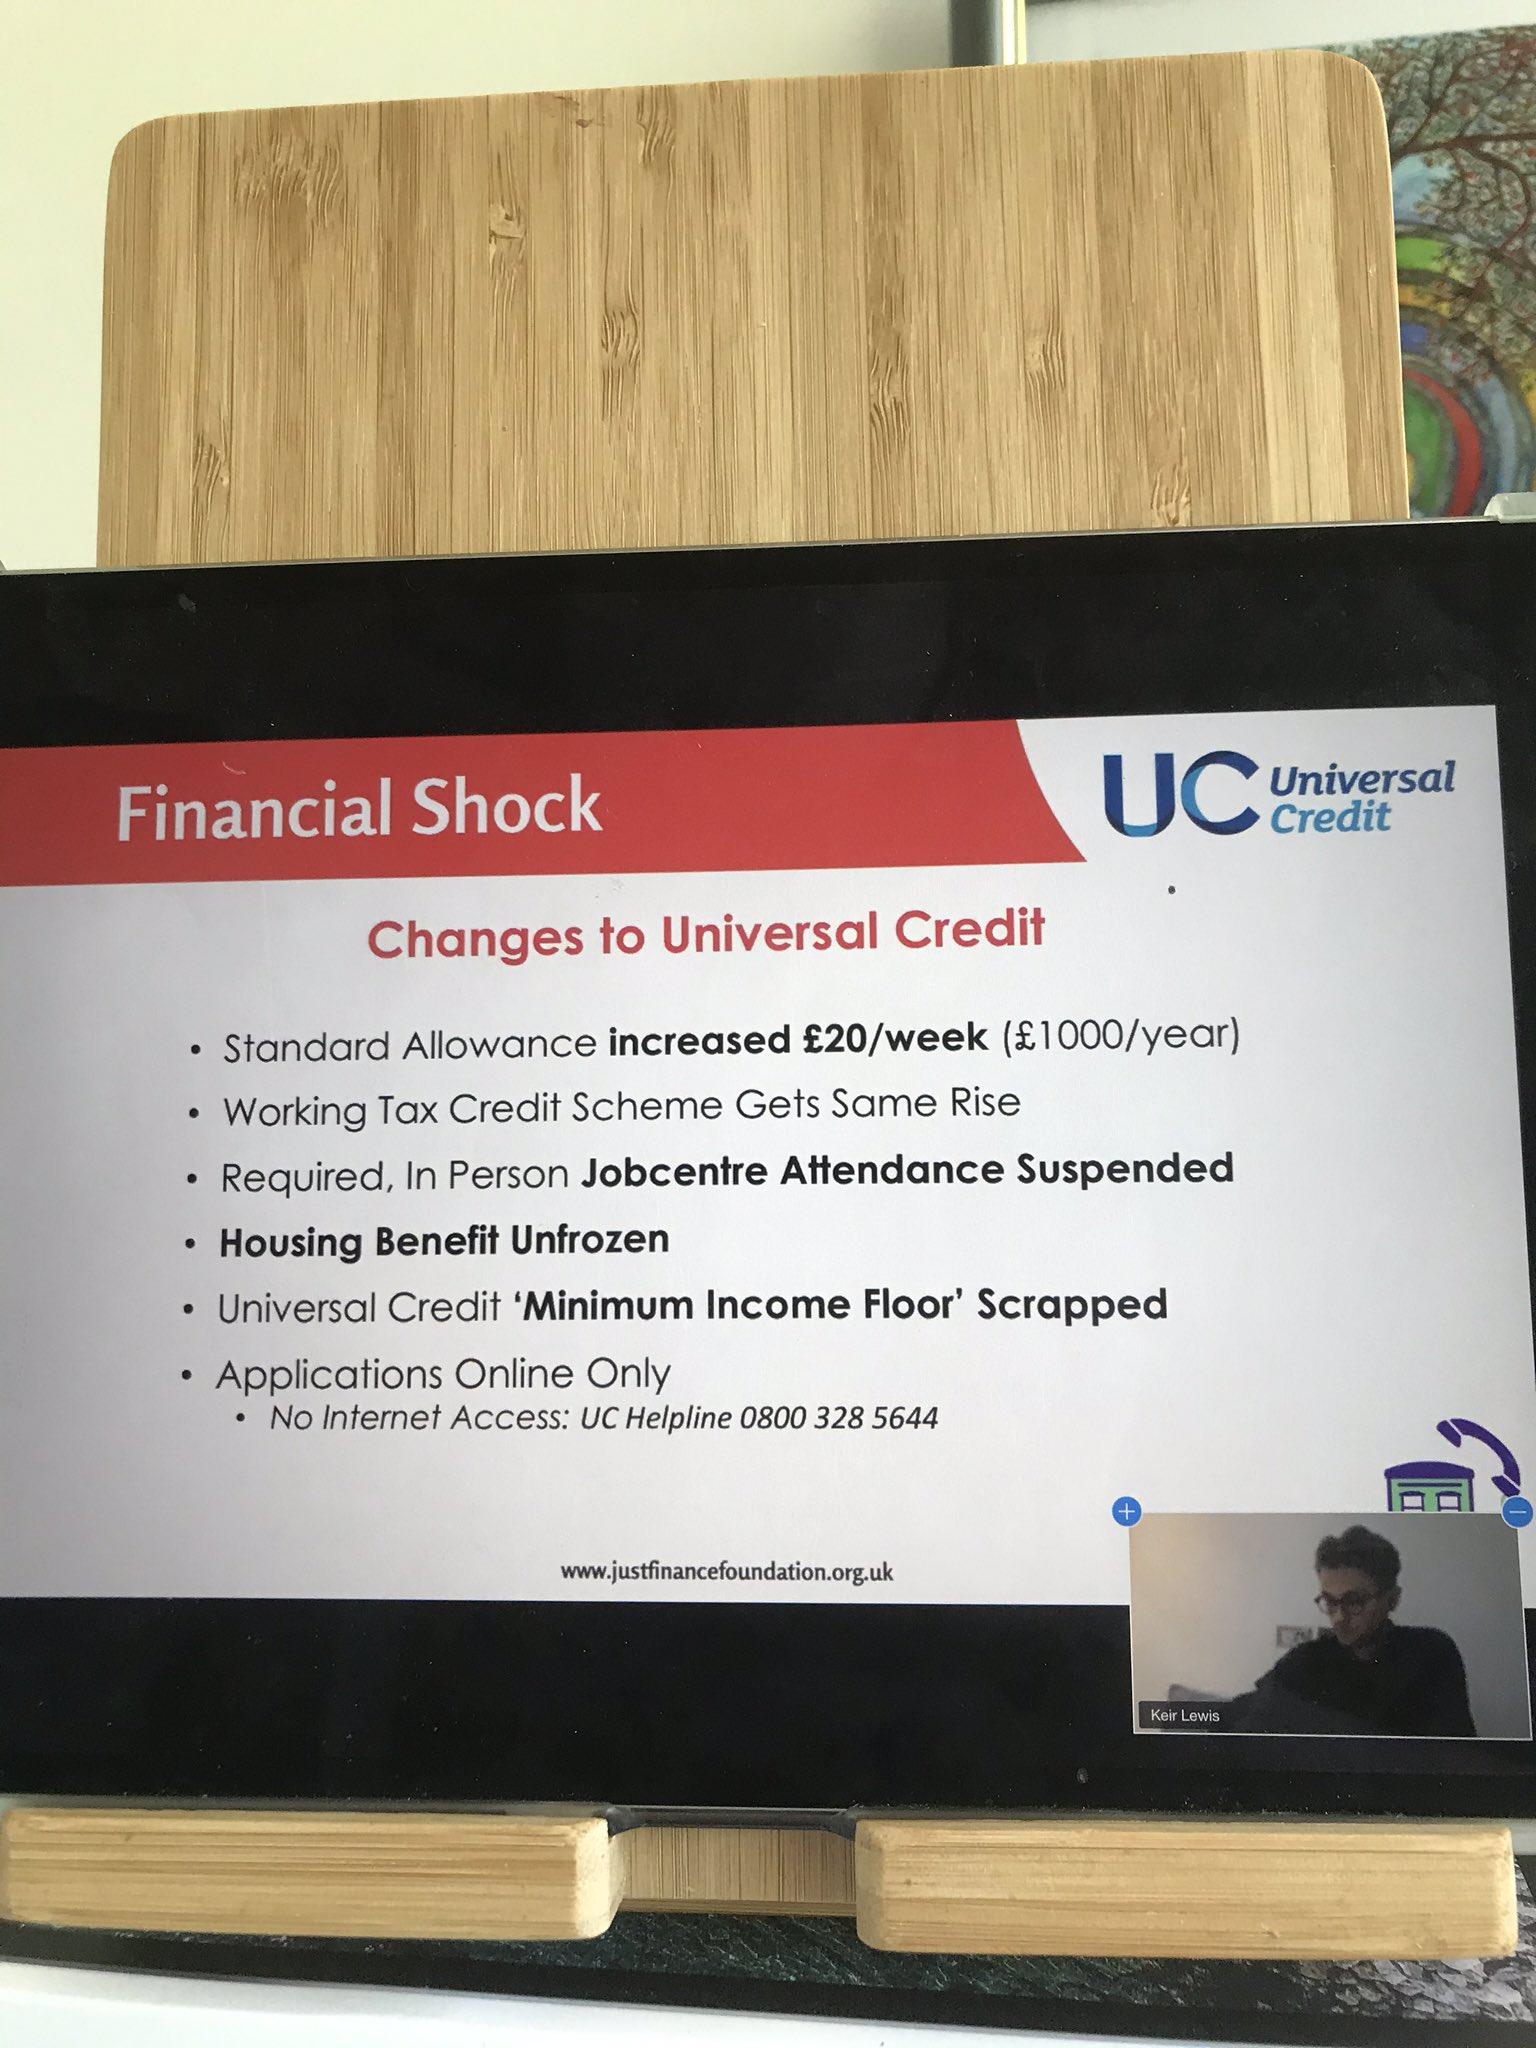 Financial Shock
UC Universal
Credit
Changes to Universal Credit
• Standard Allowance increased £20/week (£1000/year)
• Working Tax Credit Scheme Gets Same Rise
• Required, In Person Jobcentre Attendance Suspended
• Housing Benefit Unfrozen
• Universal Credit ‘Minimum Income Floor’ Scrapped
• Applications Online Only
• No Internet Access: UC Helpline 0800 328 5644
www.justfinancefoundation.org.uk
Keir Lewis